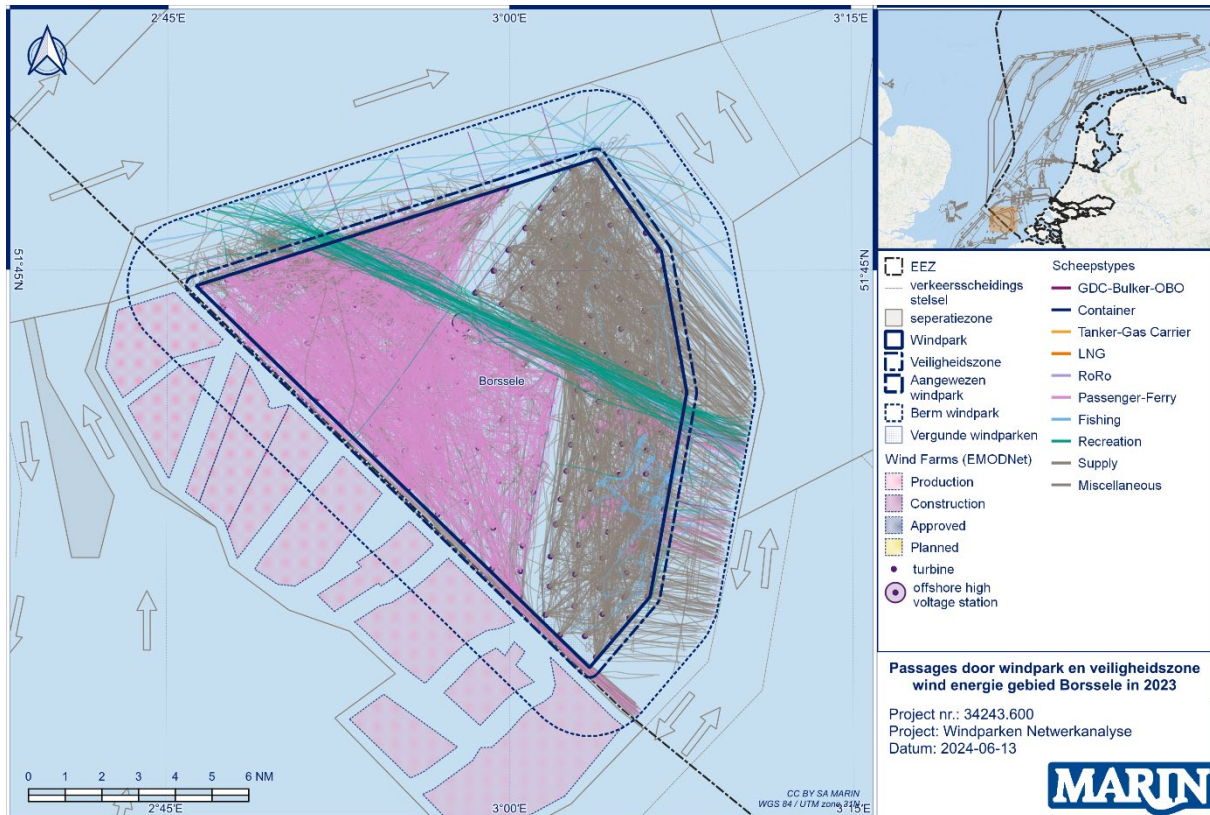 2°45'E
3°00'E
3°15'E
51°45'N
51°45'N
Borssele
0 1 2 3 4 5 6 NM
2°45'E
3°00'E
3°15'E
CC BY SA MARIN
WGS 84 / UTM zone 31N
EEZ
verkeersscheidings
stelsel
seperatiezone
Windpark
Veiligheidszone
Aangewezen
windpark
Berm windpark
Vergunde windparken
Wind Farms (EMODNet)
Production
Construction
Approved
Planned
turbine
offshore high
voltage station
Scheepstypes
GDC-Bulker-OBO
Container
Tanker-Gas Carrier
LNG
RoRo
Passenger-Ferry
Fishing
Recreation
Supply
Miscellaneous
Passages door windpark en veiligheidszone
wind energie gebied Borssele in 2023
Project nr.: 34243.600
Project: Windparken Netwerkanalyse
Datum: 2024-06-13
MARIN